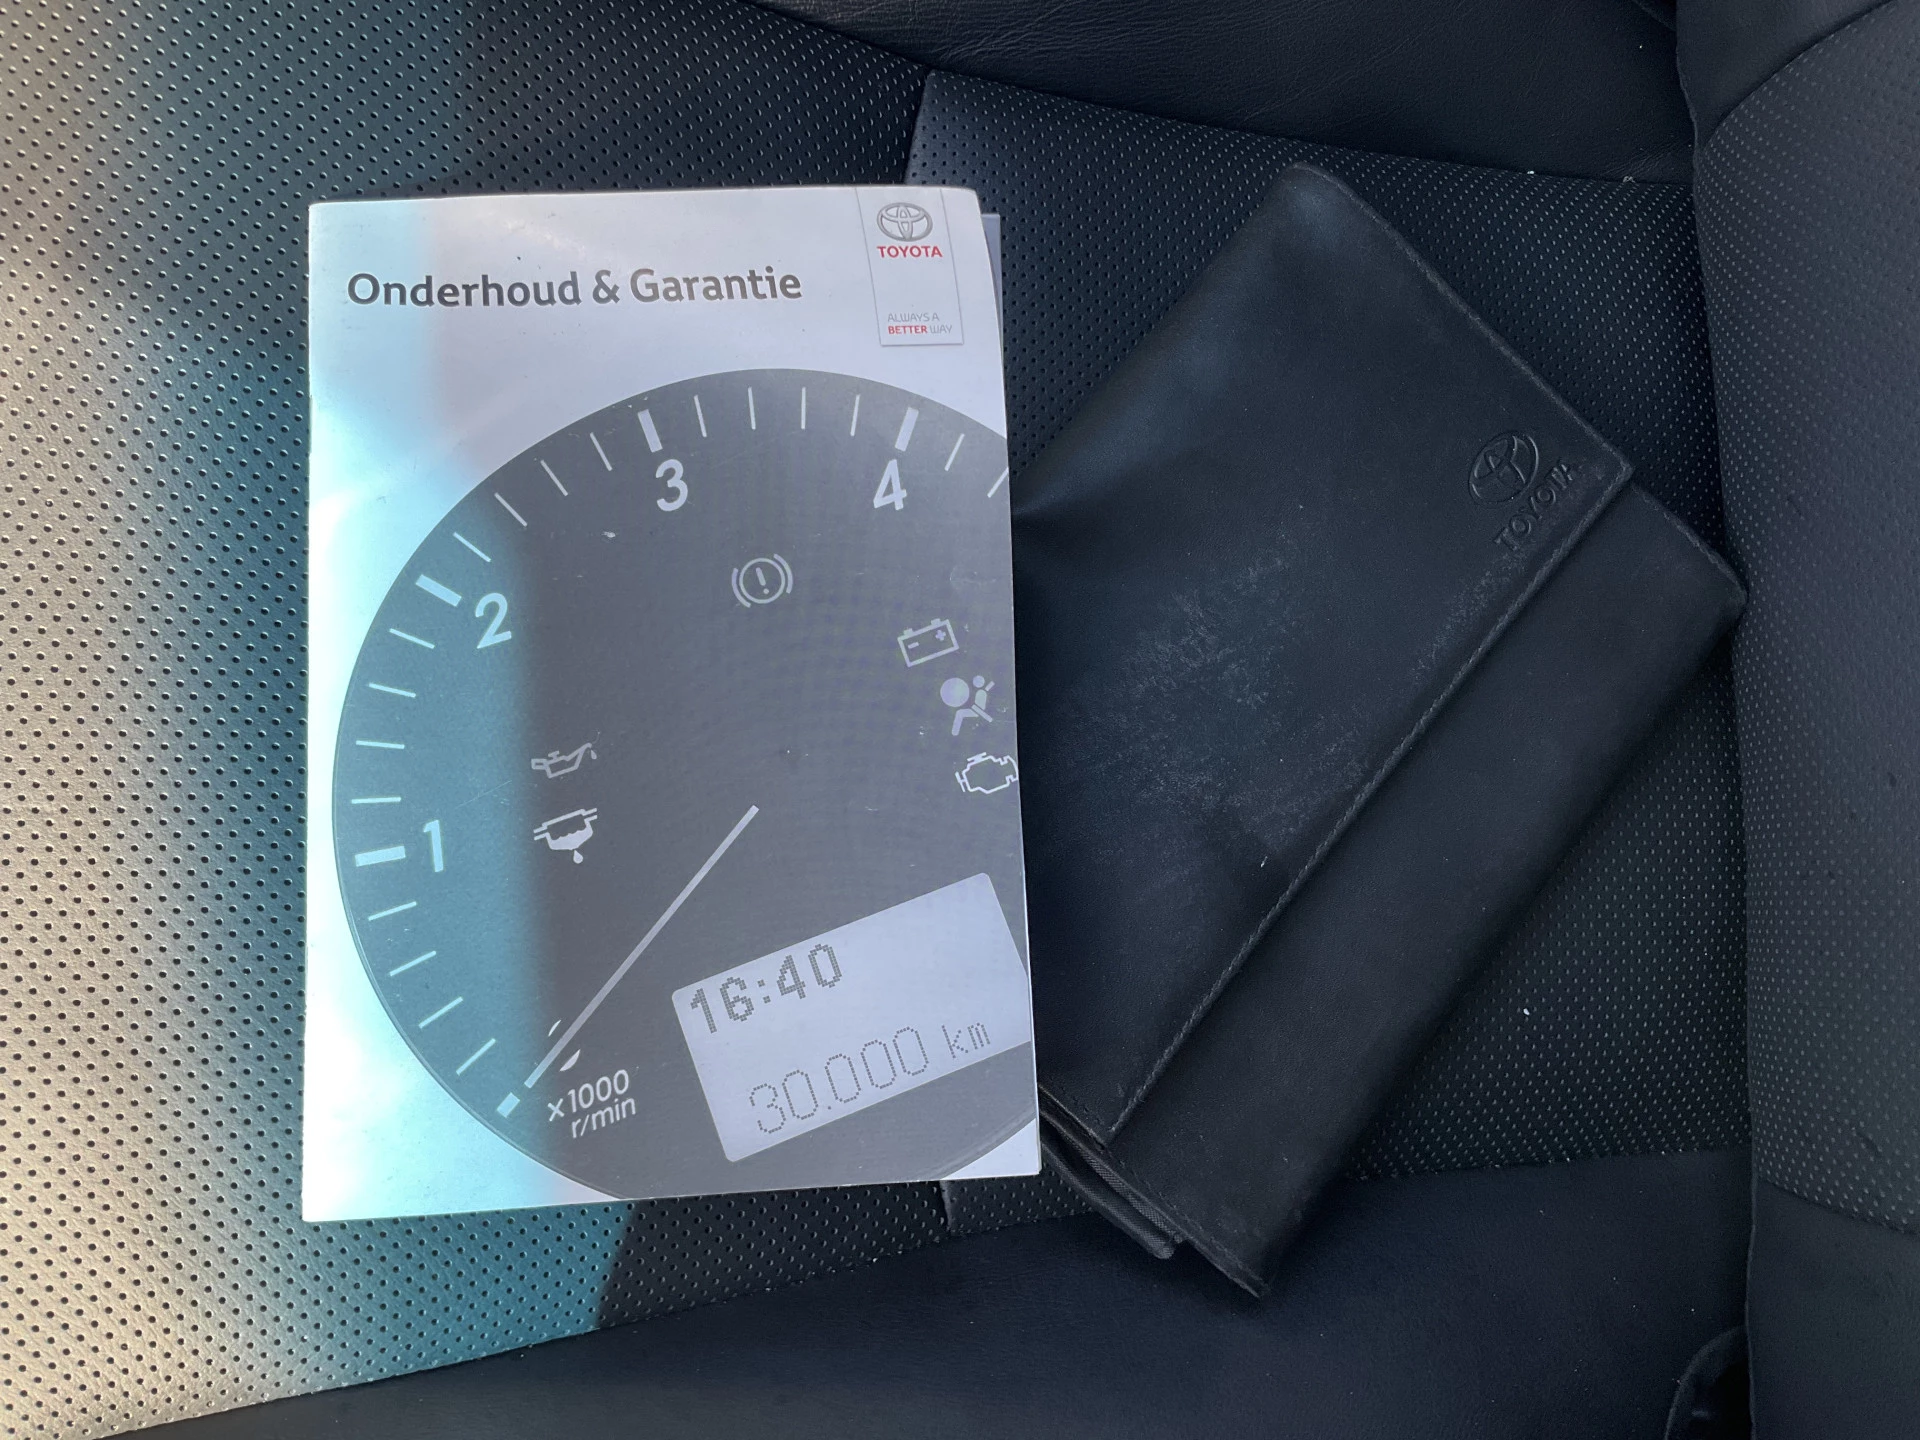 TOYOTA
Onderhoud & Garantie
ALWAYS A
BETTER WAY
3
4
2
1
16:40
30.000 km
x1000
r/min
TOYOTA